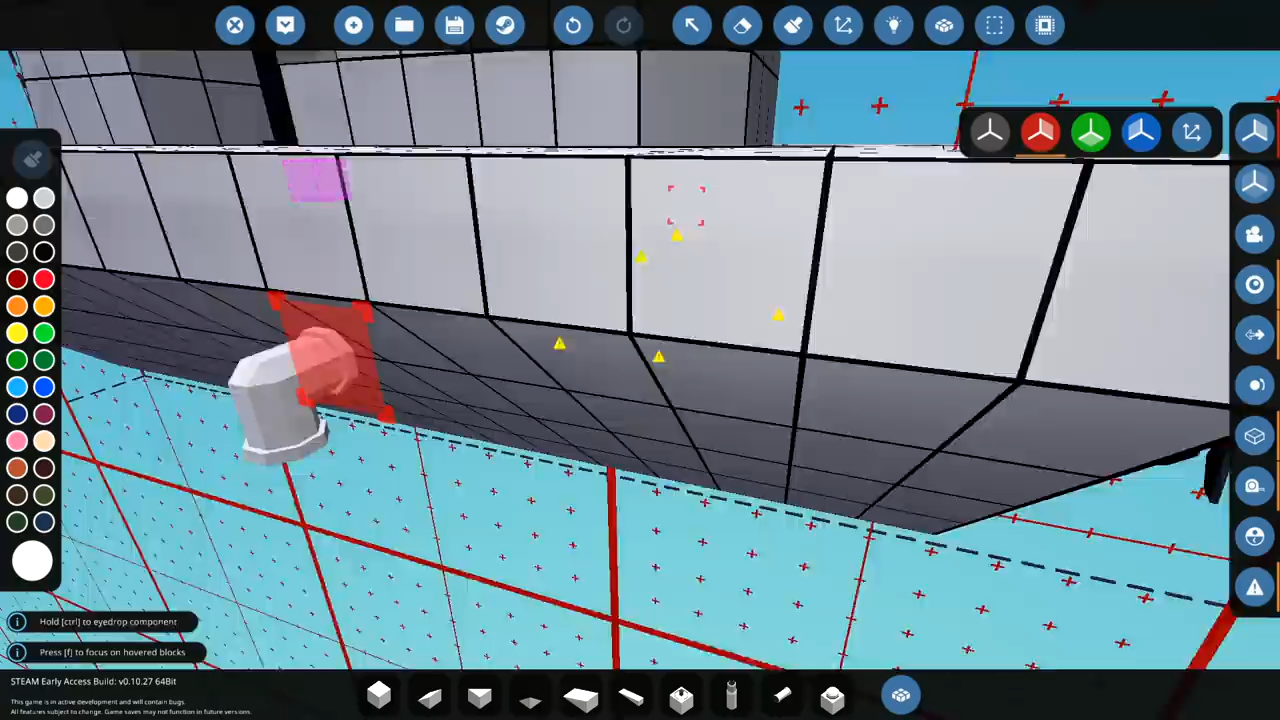 Hold [ctrl] to eyedrop component
Press [f] to focus on hovered blocks
STEAM Early Access Build: v0.10.27 64Bit
This game is in active development and will contain bugs.
All features subject to change. Game saves may not function in future versions.